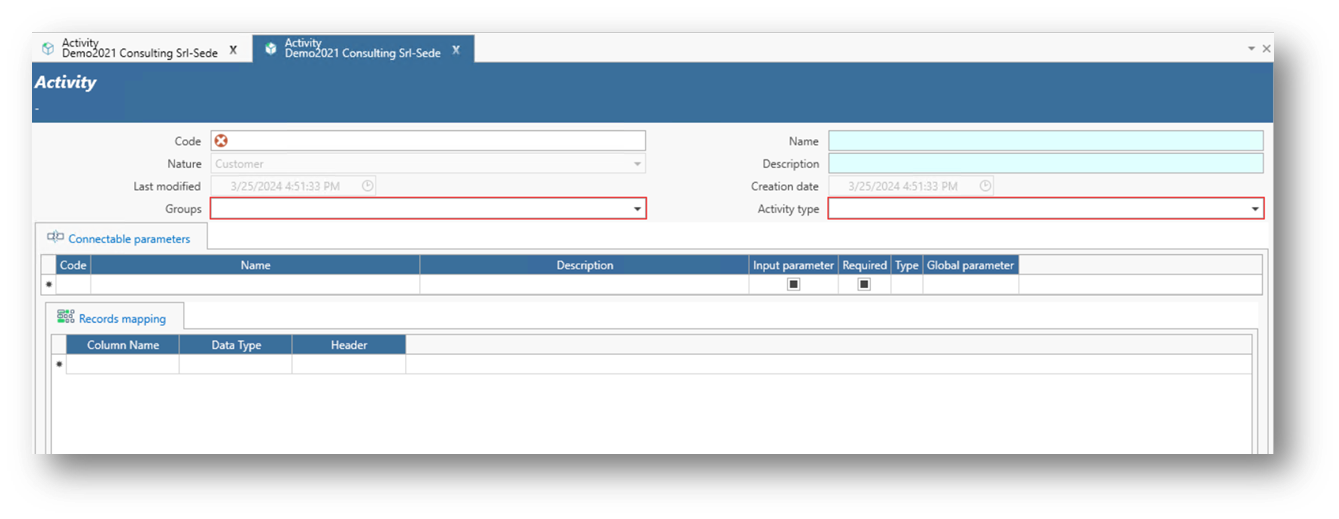 Activity
Demo2021 Consulting Srl-Sede X
Activity
Demo2021 Consulting Srl-Sede X
Activity
-
Code
Name
Nature Customer
Description
Last modified 3/25/2024 4:51:33 PM
Creation date 3/25/2024 4:51:33 PM
Groups
Activity type
Connectable parameters
Code Name Description Input parameter Required Type Global parameter
Records mapping
Column Name Data Type Header